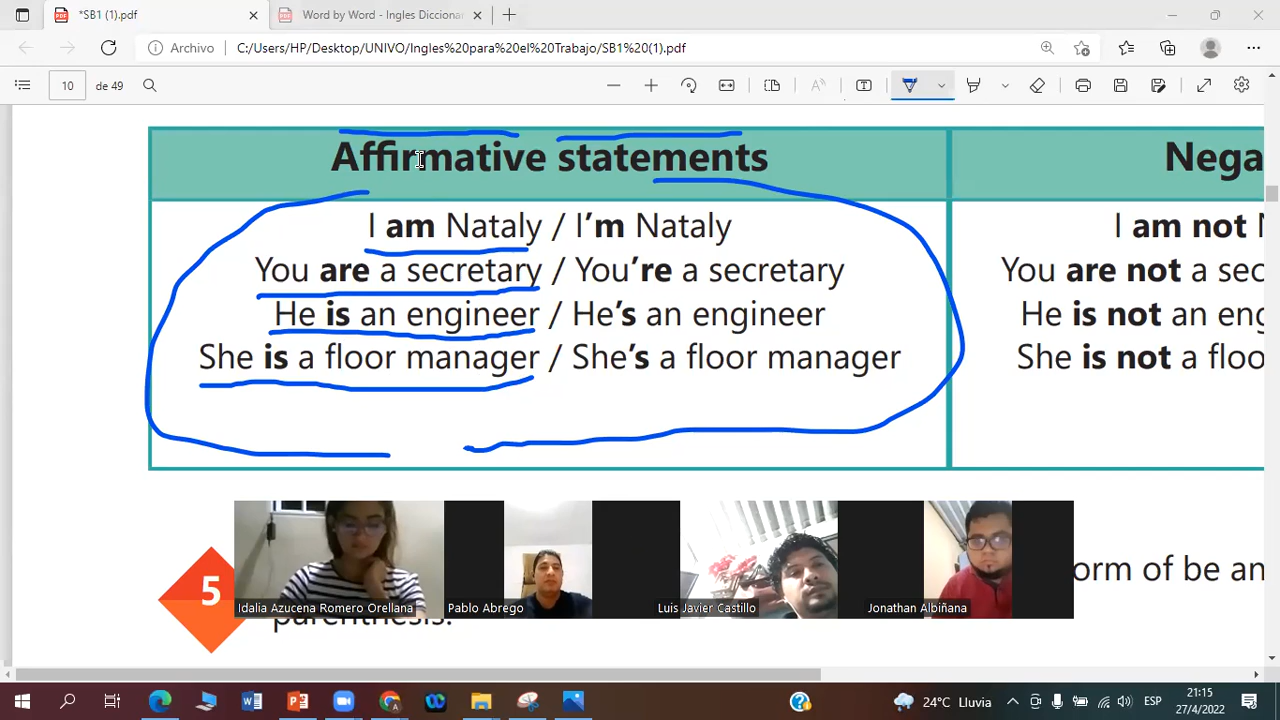 *SB1 (1).pdf
Word by Word - Ingles Diccionar
Archivo
C:/Users/HP/Desktop/UNIVO/Ingles%20para%20el%20Trabajo/SB1%20(1).pdf
10
de 49
Affirmative statements
Nega
I am Nataly / I'm Nataly
I am not N
You are a secretary / You're a secretary
You are not a sec
He is an engineer / He's an engineer
He is not an eng
She is a floor manager / She's a floor manager
She is not a floo
5
orm of be an
parenthesis.
Idalia Azucena Romero Orellana
Pablo Abrego
Luis Javier Castillo
Jonathan Albiñana
24°C Lluvia
ESP
21:15
27/4/2022